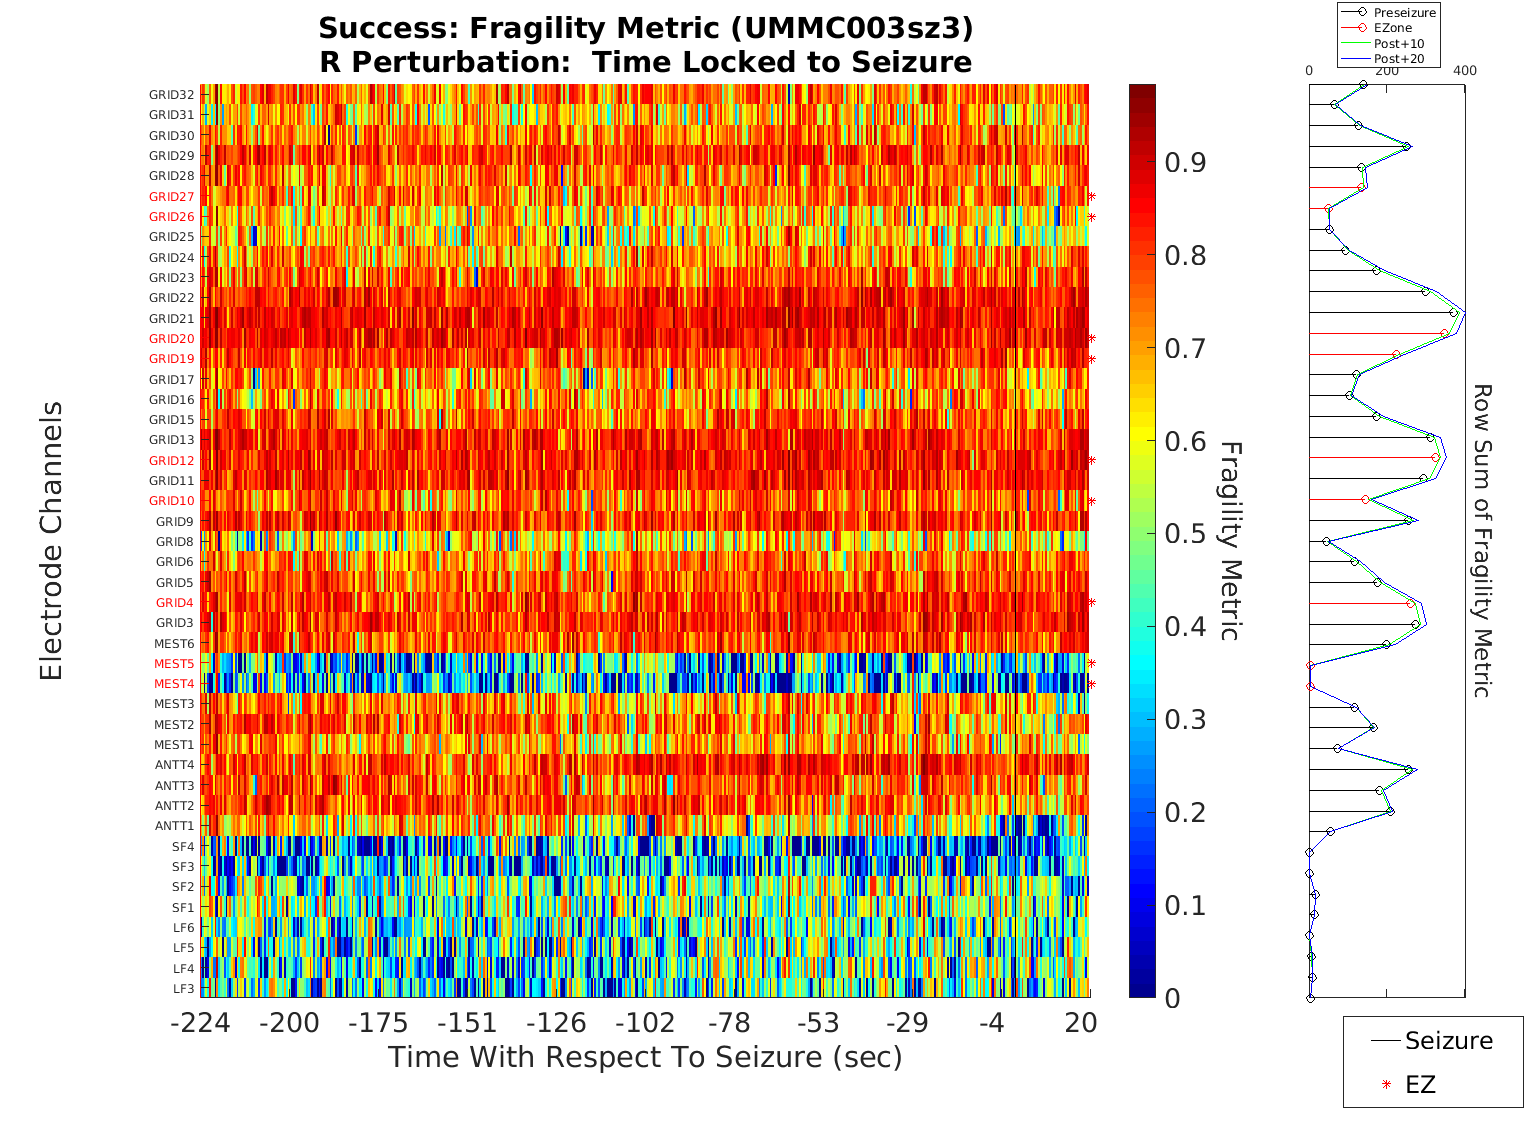 Success: Fragility Metric (UMMC003sz3)
R Perturbation:  Time Locked to Seizure
Electrode Channels
GRID32
GRID31
GRID30
GRID29
GRID28
GRID27
GRID26
GRID25
GRID24
GRID23
GRID22
GRID21
GRID20
GRID19
GRID17
GRID16
GRID15
GRID13
GRID12
GRID11
GRID10
GRID9
GRID8
GRID6
GRID5
GRID4
GRID3
MEST6
MEST5
MEST4
MEST3
MEST2
MEST1
ANTT4
ANTT3
ANTT2
ANTT1
SF4
SF3
SF2
SF1
LF6
LF5
LF4
LF3
-224 -200 -175 -151 -126 -102 -78 -53 -29 -4 20
Time With Respect To Seizure (sec)
0.9
0.8
0.7
0.6
0.5
0.4
0.3
0.2
0.1
0
Fragility Metric
Preseizure
EZone
Post+10
Post+20
0 200 400
Row Sum of Fragility Metric
Seizure
EZ